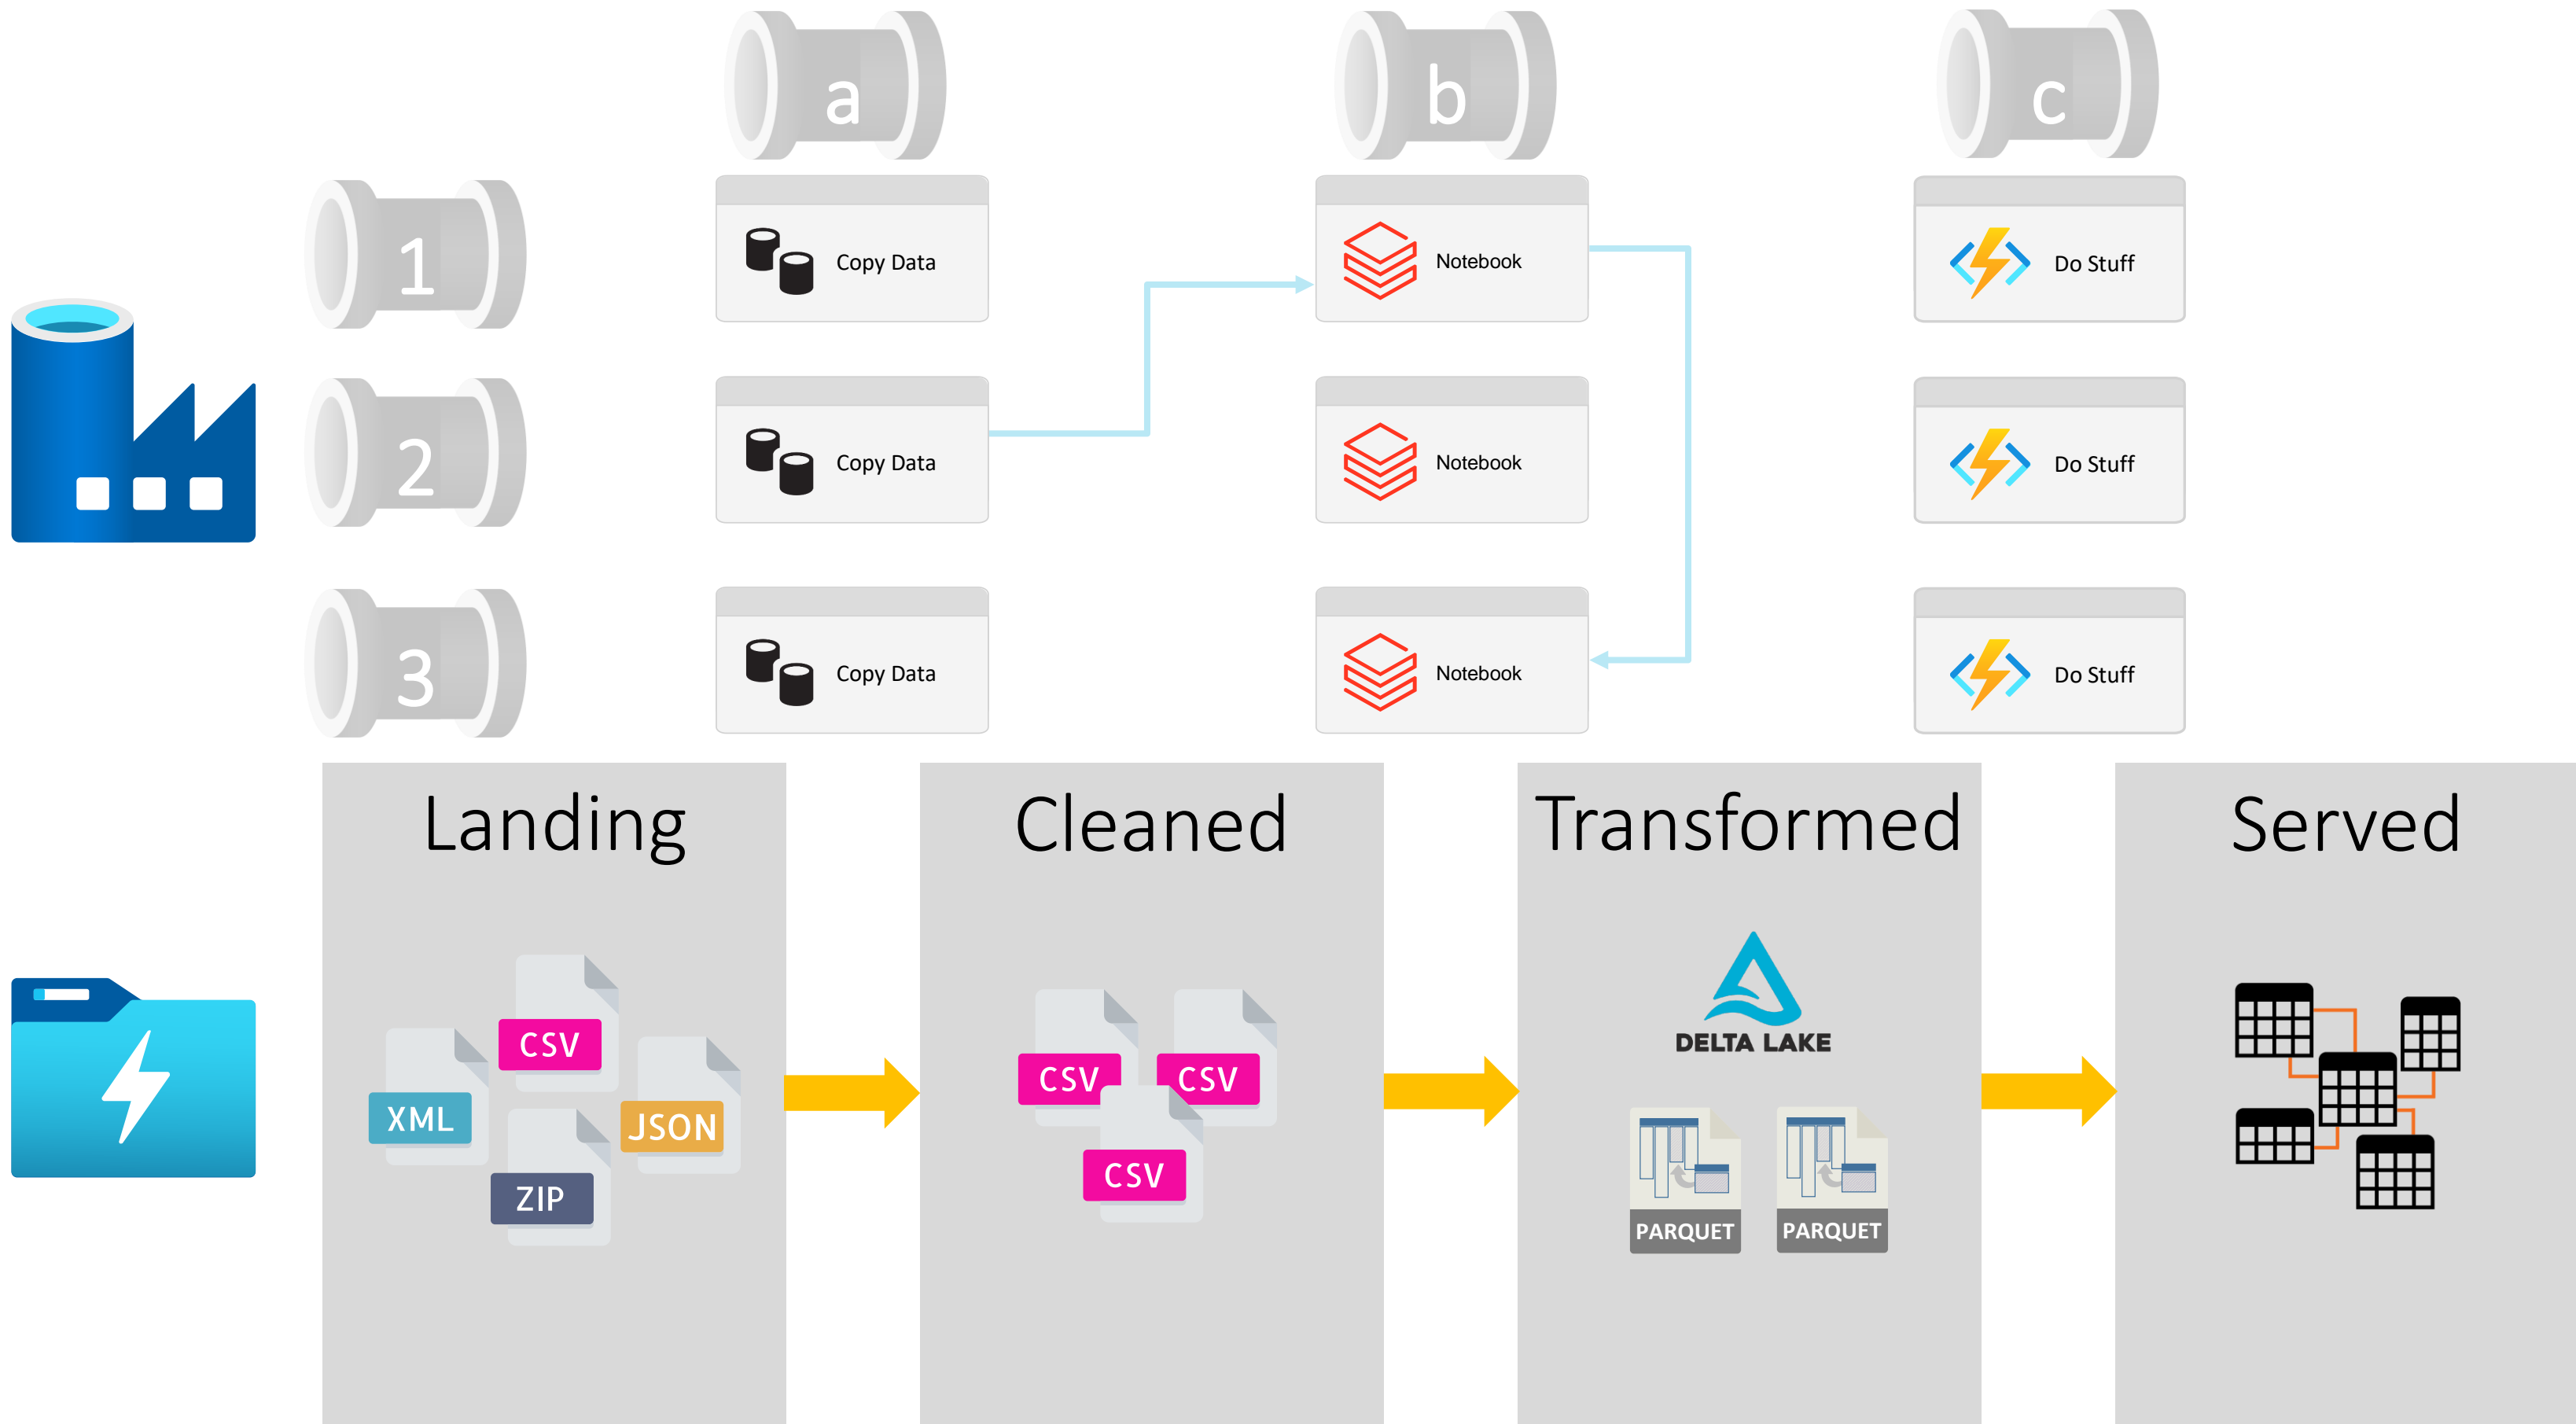 a
b
c
1
Copy Data
Notebook
Do Stuff
2
Copy Data
Notebook
Do Stuff
3
Copy Data
Notebook
Do Stuff
Landing
Cleaned
Transformed
Served
CSV
XML
JSON
ZIP
CSV
CSV
CSV
DELTA LAKE
PARQUET
PARQUET